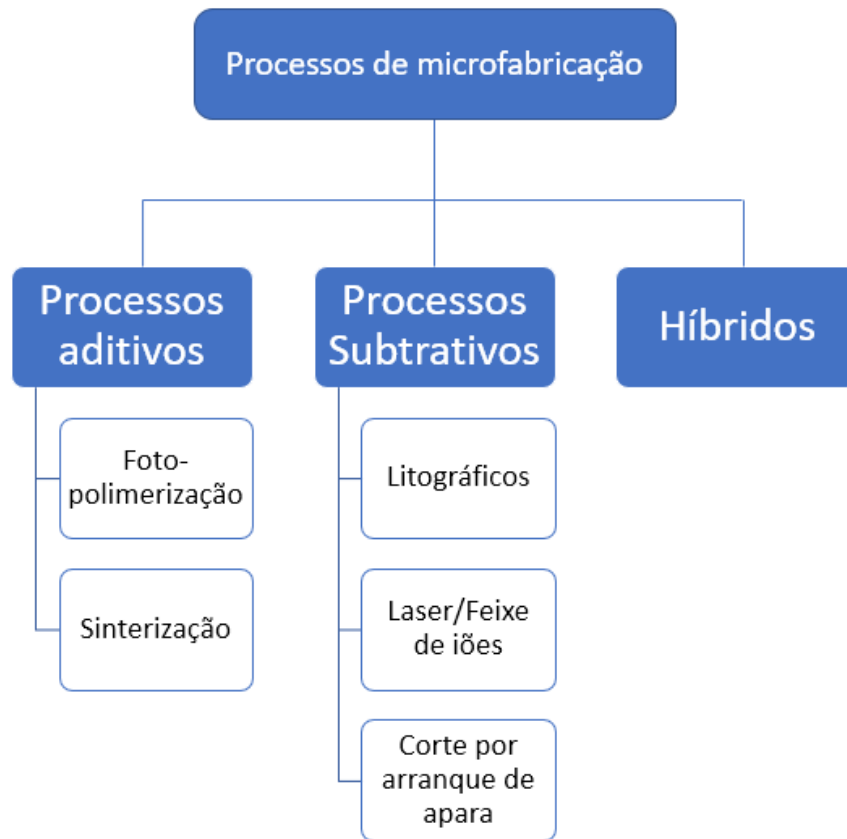 Processos de microfabricação
Processos
aditivos
Processos
Subtrativos
Híbridos
Foto-
polimerização
Sinterização
Litográficos
Laser/Feixe
de iões
Corte por
arranque de
apara